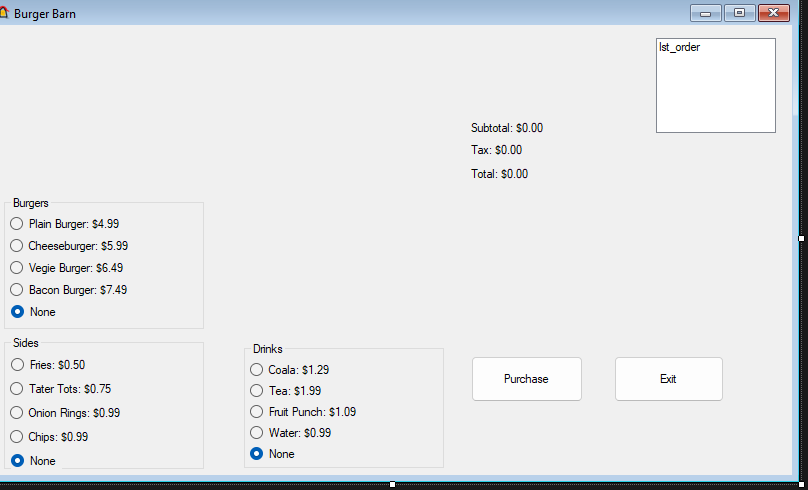 Burger Barn
lst_order
Subtotal: $0.00
Tax: $0.00
Total: $0.00
Burgers
Plain Burger: $4.99
Cheeseburger: $5.99
Vegie Burger: $6.49
Bacon Burger: $7.49
None
Sides
Fries: $0.50
Tater Tots: $0.75
Onion Rings: $0.99
Chips: $0.99
None
Drinks
Coala: $1.29
Tea: $1.99
Fruit Punch: $1.09
Water: $0.99
None
Purchase
Exit